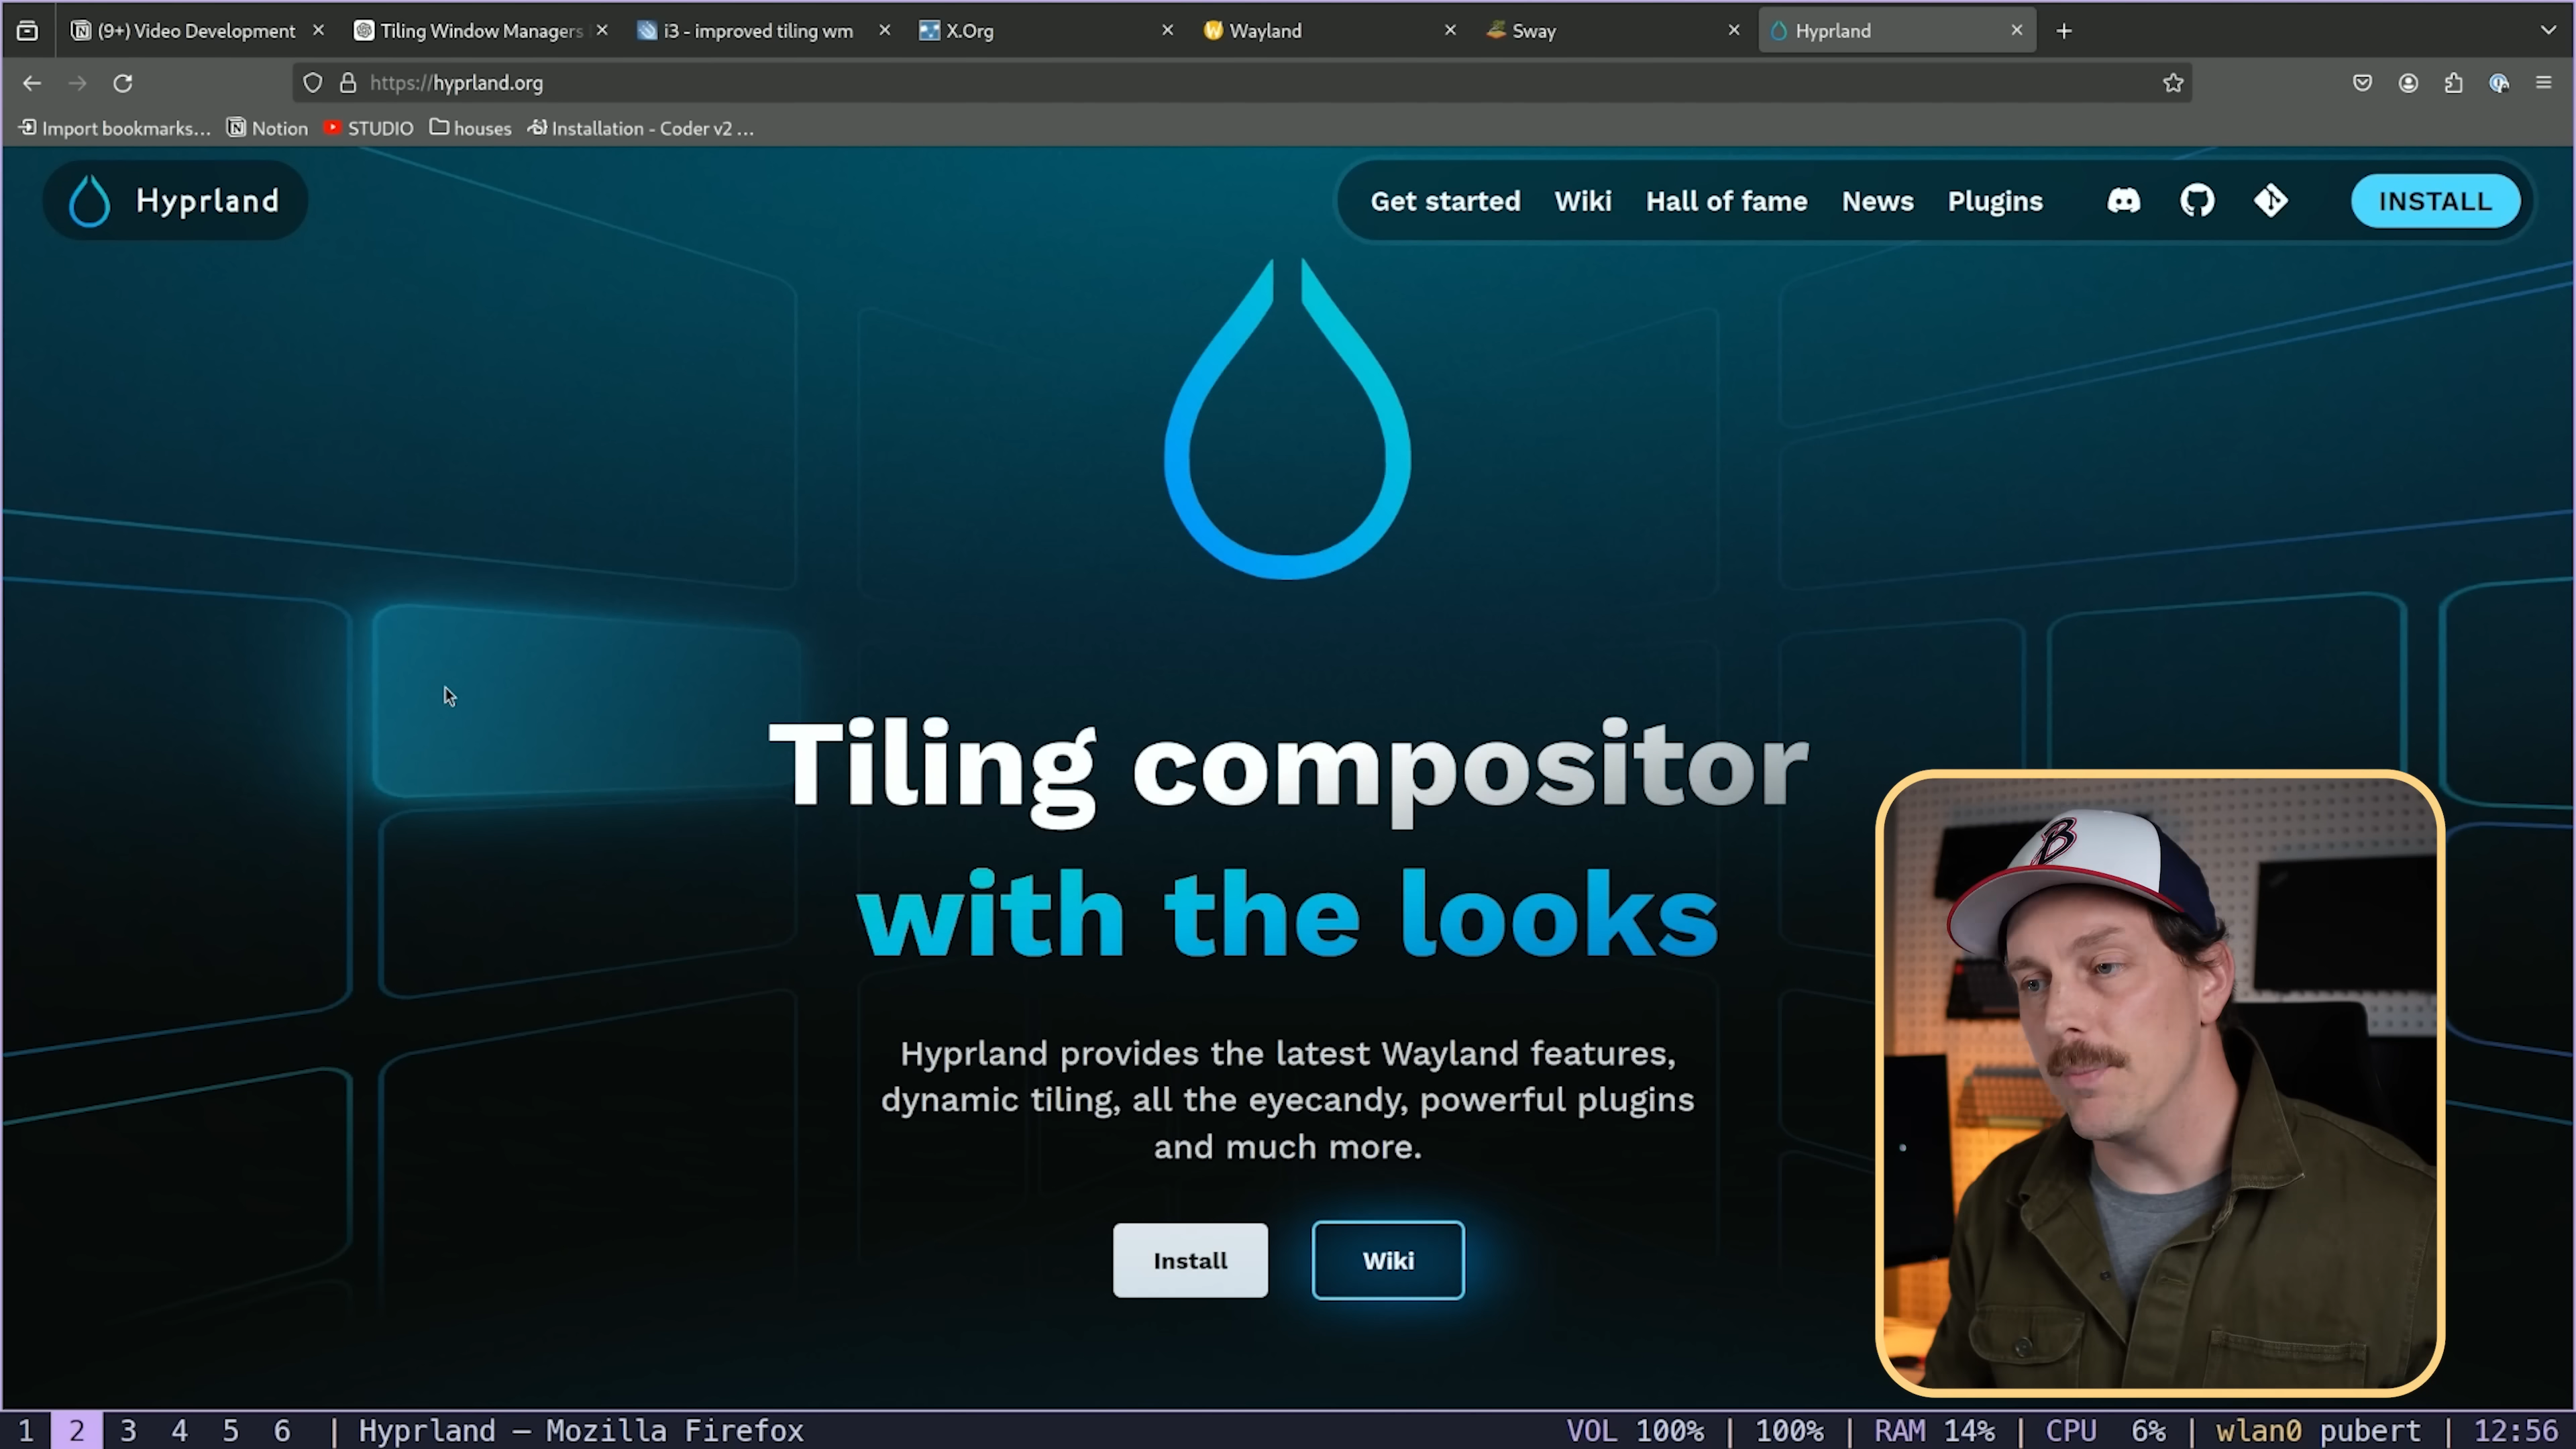 (9+) Video Development
Tiling Window Managers
i3 - improved tiling wm
X.Org
Wayland
Sway
Hyprland
https://hyprland.org
Import bookmarks...
Notion
STUDIO
houses
Installation - Coder v2 ...
Hyprland
Get started
Wiki
Hall of fame
News
Plugins
INSTALL
Tiling compositor
with the looks
Hyprland provides the latest Wayland features,
dynamic tiling, all the eyecandy, powerful plugins
and much more.
Install
Wiki
B
1 2 3 4 5 6 | Hyprland — Mozilla Firefox
VOL 100% | 100% | RAM 14% | CPU 6% | wlan0 pubert | 12:56